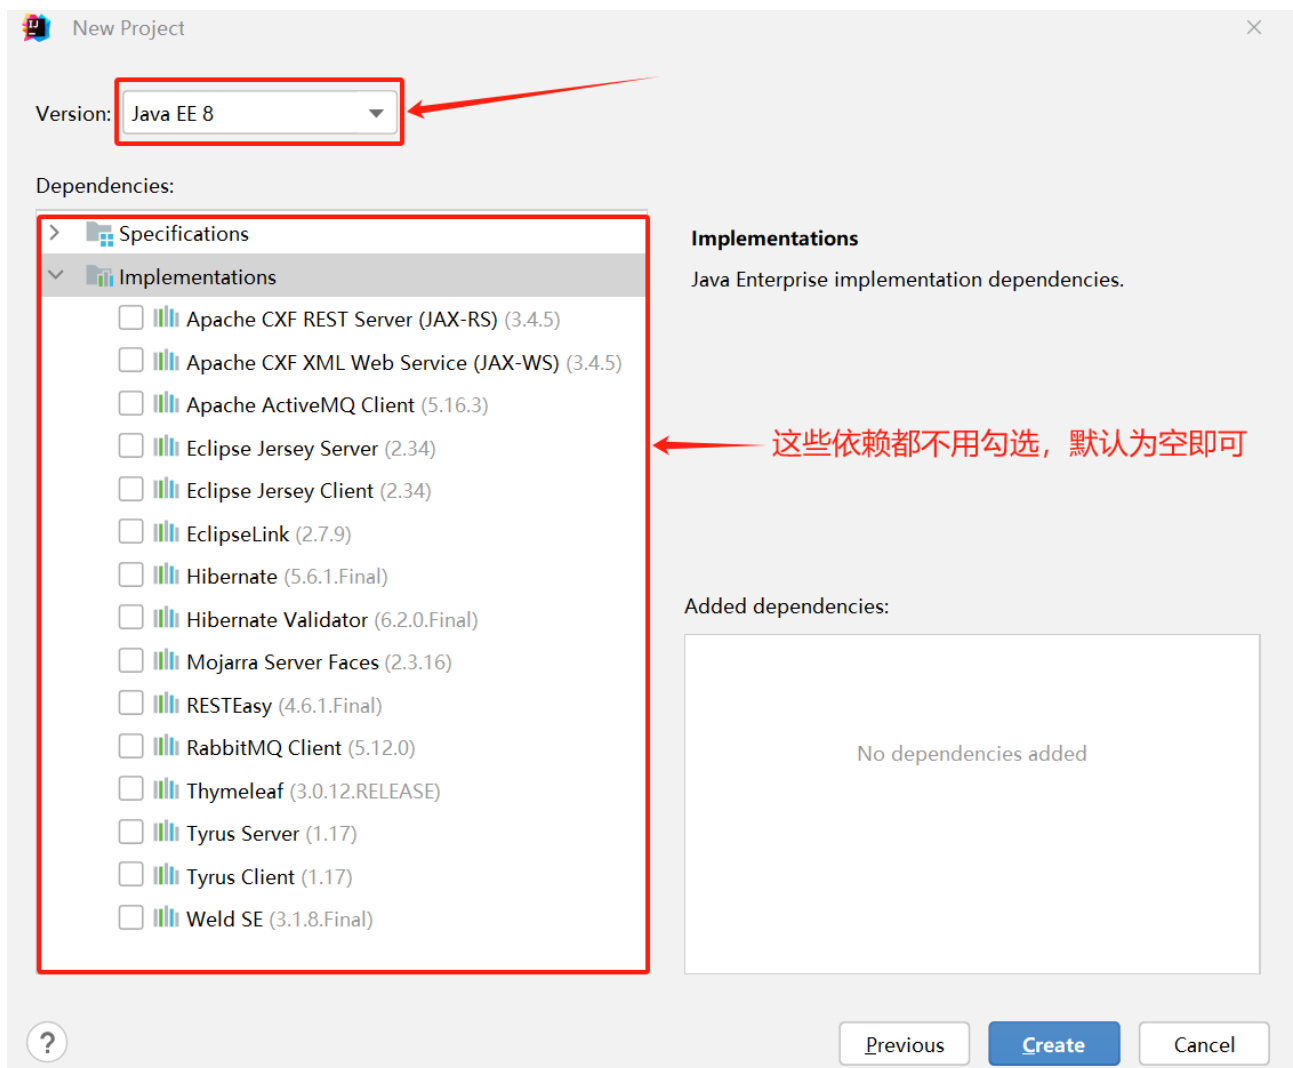 New Project
Version: Java EE 8
Dependencies:
Specifications
Implementations
Apache CXF REST Server (JAX-RS) (3.4.5)
Apache CXF XML Web Service (JAX-WS) (3.4.5)
Apache ActiveMQ Client (5.16.3)
Eclipse Jersey Server (2.34)
Eclipse Jersey Client (2.34)
EclipseLink (2.7.9)
Hibernate (5.6.1.Final)
Hibernate Validator (6.2.0.Final)
Mojarra Server Faces (2.3.16)
RESTEasy (4.6.1.Final)
RabbitMQ Client (5.12.0)
Thymeleaf (3.0.12.RELEASE)
Tyrus Server (1.17)
Tyrus Client (1.17)
Weld SE (3.1.8.Final)
Implementations
Java Enterprise implementation dependencies.
这些依赖都不用勾选，默认为空即可
Added dependencies:
No dependencies added
?
Previous
Create
Cancel